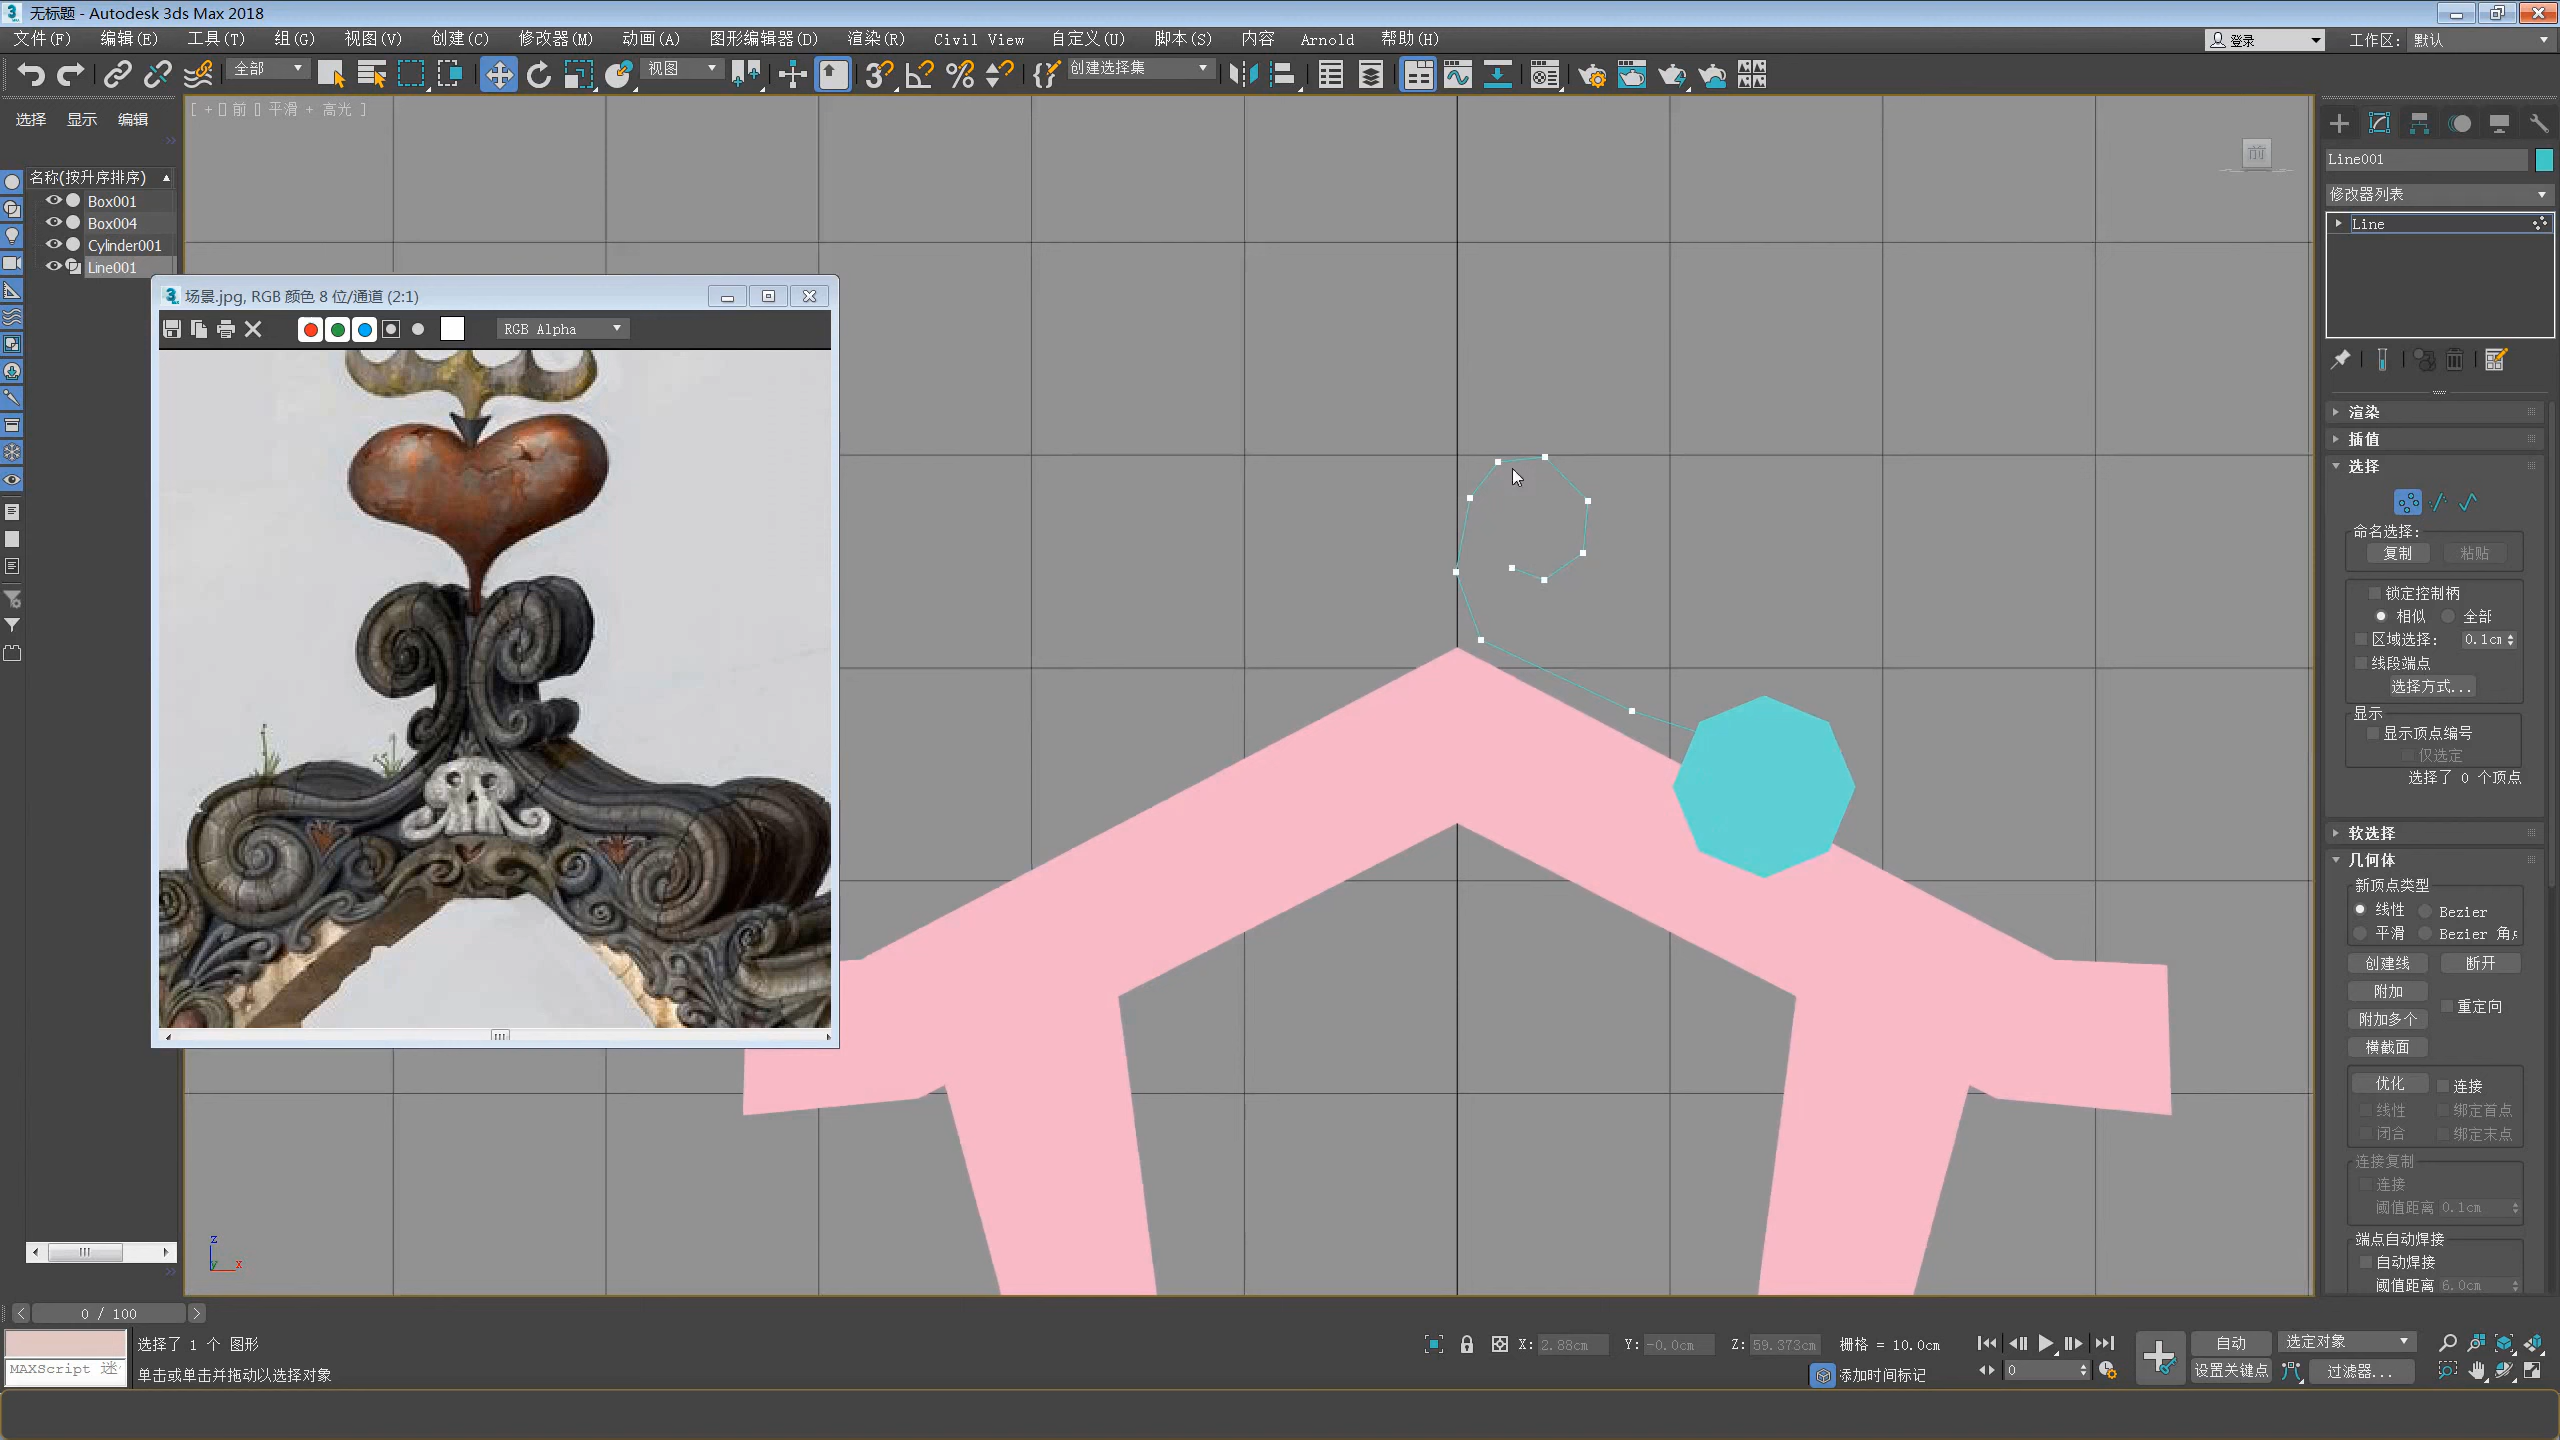 无标题 - Autodesk 3ds Max 2018
文件(F) 编辑(E) 工具(T) 组(G) 视图(V) 创建(C) 修改器(M) 动画(A) 图形编辑器(D) 渲染(R) Civil View 自定义(U) 脚本(S) 内容 Arnold 帮助(H) 登录 工作区: 默认
全部 视图 创建选择集
选择 显示 编辑
[ + ▯ 前 ▯ 平滑 + 高光 ]
前
Line001
名称(按升序排序)
修改器列表
Box001
Box004
Cylinder001
Line001
Line
场景.jpg, RGB 颜色 8 位/通道 (2:1)
RGB Alpha
渲染
插值
选择
命名选择:
复制 粘贴
锁定控制柄
相似 全部
区域选择: 0.1cm
线段端点
选择方式...
显示
显示顶点编号
仅选定
选择了 0 个顶点
软选择
几何体
新顶点类型
线性 Bezier
平滑 Bezier 角
创建线 断开
附加
重定向
附加多个
横截面
优化 连接
线性 绑定首点
闭合 绑定末点
连接复制
连接
阈值距离 0.1cm
端点自动焊接
自动焊接
阈值距离 6.0cm
z
y x
0 / 100
选择了 1 个 图形
X: 2.88cm Y: -0.0cm Z: 59.373cm 栅格 = 10.0cm
自动 选定对象
MAXScript 迷
单击或单击并拖动以选择对象
添加时间标记
0
设置关键点 过滤器...